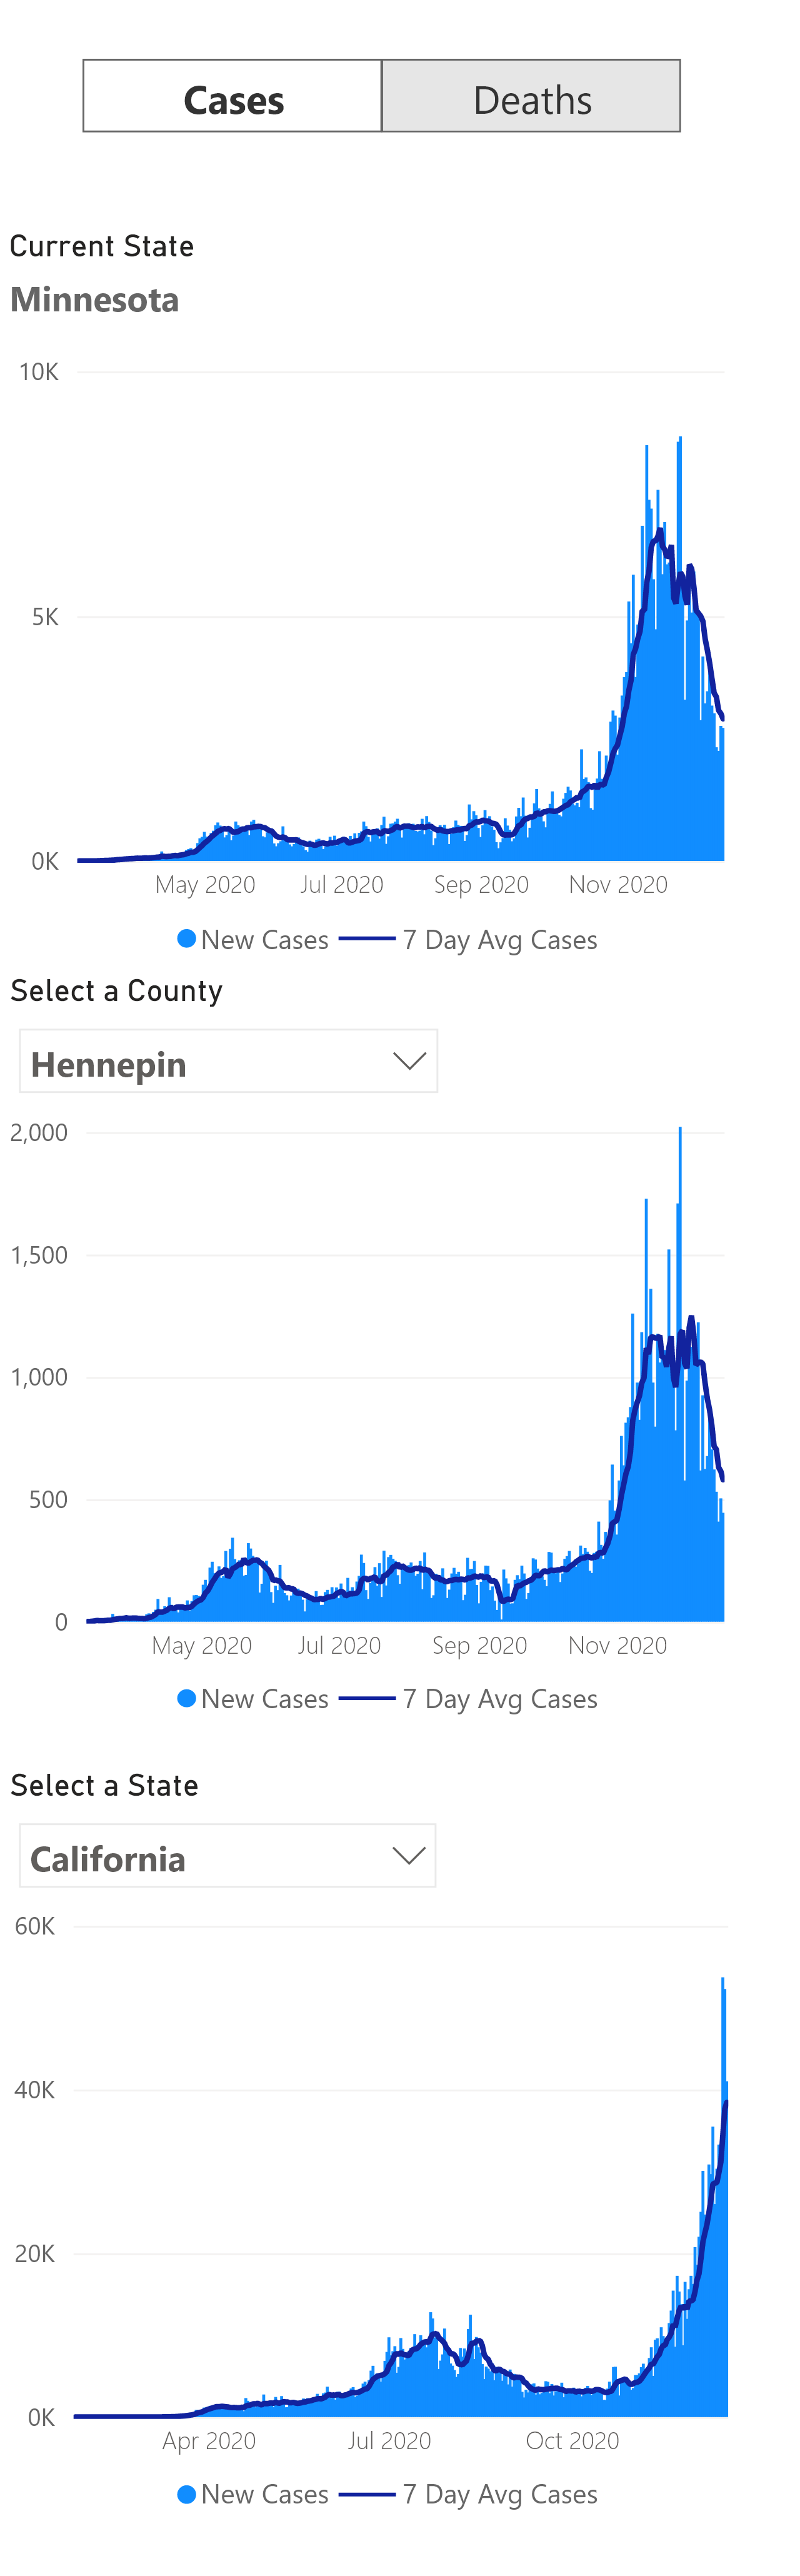 Cases Deaths
Current State
Minnesota
10K
5K
0K
May 2020 Jul 2020 Sep 2020 Nov 2020
New Cases 7 Day Avg Cases
Select a County
Hennepin
2,000
1,500
1,000
500
0
May 2020 Jul 2020 Sep 2020 Nov 2020
New Cases 7 Day Avg Cases
Select a State
California
60K
40K
20K
0K
Apr 2020 Jul 2020 Oct 2020
New Cases 7 Day Avg Cases